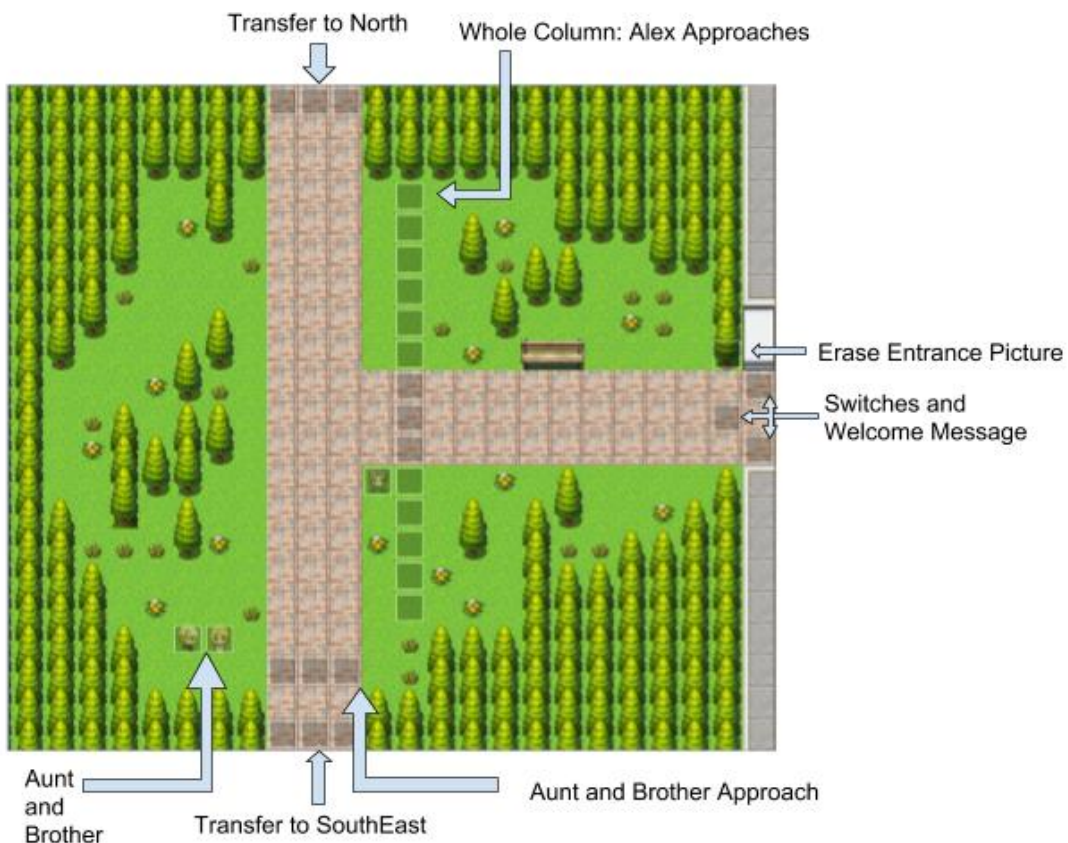 Transfer to North
Whole Column: Alex Approaches
Erase Entrance Picture
Switches and
Welcome Message
Aunt
and
Brother
Transfer to SouthEast
Aunt and Brother Approach